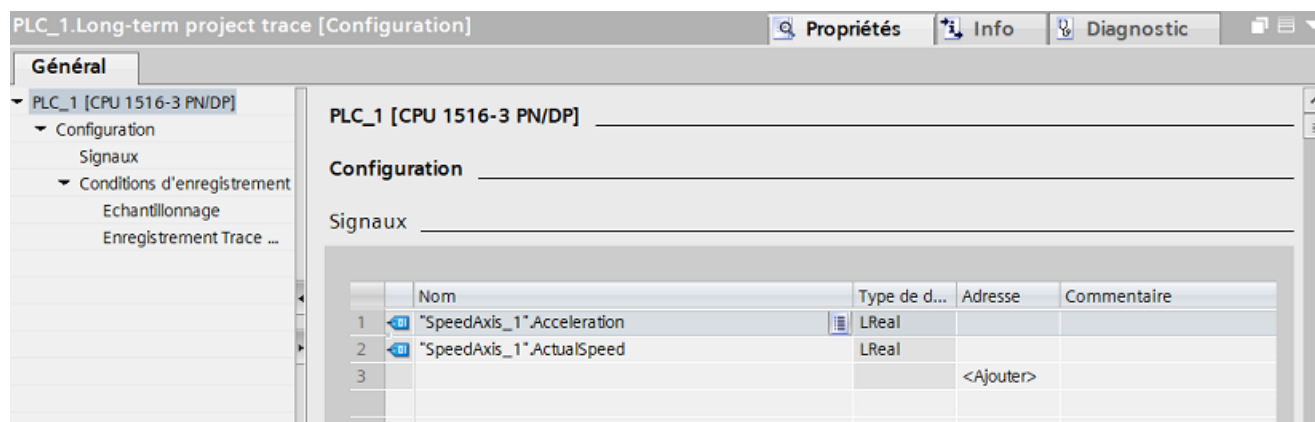 PLC_1.Long-term project trace [Configuration] Propriétés Info Diagnostic
Général
PLC_1 [CPU 1516-3 PN/DP]
Configuration
Signaux
Conditions d'enregistrement
Echantillonnage
Enregistrement Trace ...
PLC_1 [CPU 1516-3 PN/DP]
Configuration
Signaux
Nom Type de d... Adresse Commentaire
1 "SpeedAxis_1".Acceleration LReal
2 "SpeedAxis_1".ActualSpeed LReal
3 <Ajouter>